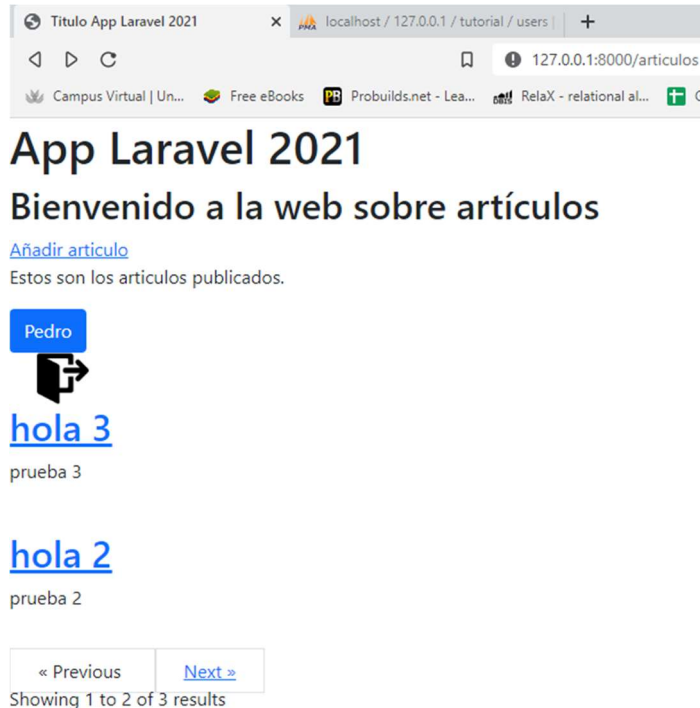 Titulo App Laravel 2021
localhost / 127.0.0.1 / tutorial / users |
127.0.0.1:8000/articulos
Campus Virtual | Un...
Free eBooks
PB Probuilds.net - Lea...
DBIS RelaX - relational al...
App Laravel 2021
Bienvenido a la web sobre artículos
Añadir articulo
Estos son los articulos publicados.
Pedro
hola 3
prueba 3
hola 2
prueba 2
« Previous Next »
Showing 1 to 2 of 3 results